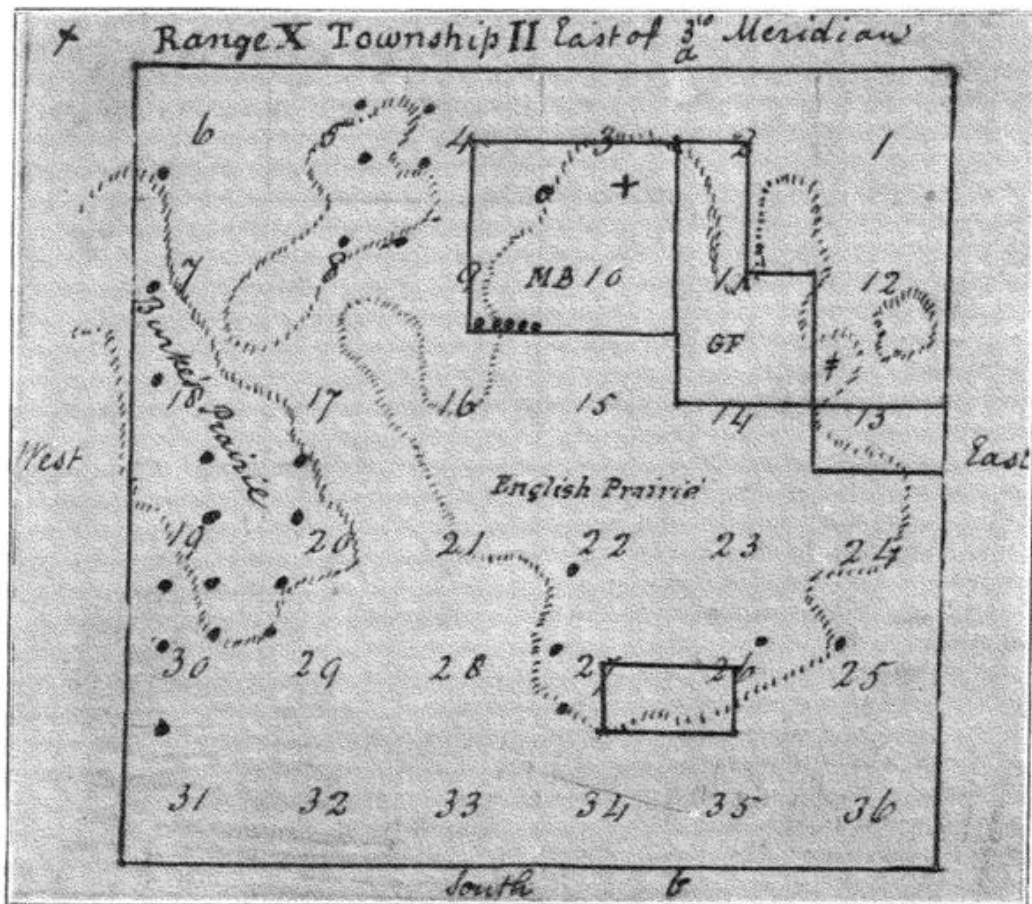 + Range X Township II East of 3rd Meridian
a
6 5 4 3 2 1
+
7 8 9 MB 10 11 12
GF
Burke's Prairie
18 17 16 15 14 13
West East
English Prairie
19 20 21 22 23 24
30 29 28 27 26 25
31 32 33 34 35 36
South b